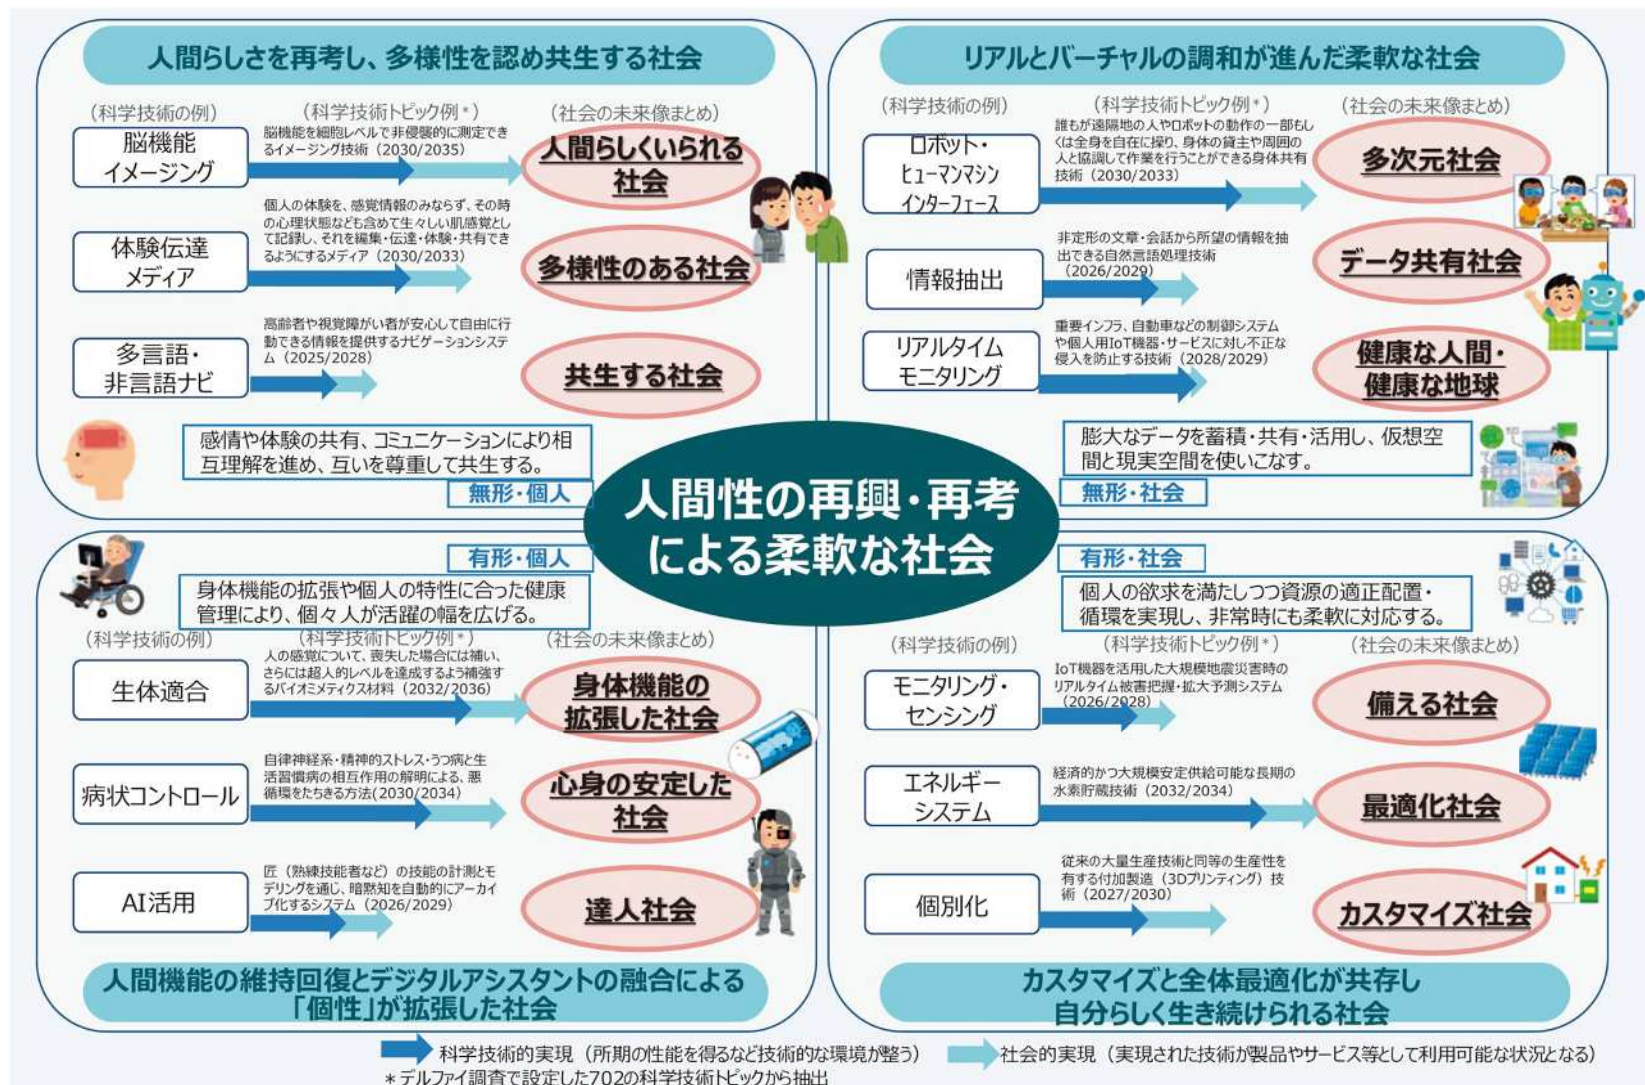 人間らしさを再考し、多様性を認め共生する社会
(科学技術の例)
(科学技術トピック例*)
(社会の未来像まとめ)
脳機能
イメージング
脳機能を細胞レベルで非侵襲的に測定でき
るイメージング技術（2030/2035）
人間らしくいられる
社会
体験伝達
メディア
個人の体験を、感覚情報のみならず、その時
の心理状態なども含めて生々しい肌感覚とし
て記録し、それを編集・伝達・体験・共有でき
るようにするメディア（2030/2033）
多様性のある社会
多言語・
非言語ナビ
高齢者や視覚障がい者が安心して自由に行
動できる情報を提供するナビゲーションシステ
ム（2025/2028）
共生する社会
感情や体験の共有、コミュニケーションにより相
互理解を進め、互いを尊重して共生する。
無形・個人
リアルとバーチャルの調和が進んだ柔軟な社会
(科学技術の例)
(科学技術トピック例*)
(社会の未来像まとめ)
ロボット・
ヒューマンマシン
インターフェース
誰もが遠隔地の人やロボットの動作の一部もし
くは全身を自在に操り、身体の貸主や周囲の
人と協調して作業を行うことができる身体共有
技術（2030/2033）
多次元社会
情報抽出
非定形の文章・会話から所望の情報を抽
出できる自然言語処理技術
（2026/2029）
データ共有社会
リアルタイム
モニタリング
重要インフラ、自動車などの制御システム
や個人用IoT機器・サービスに対し不正な
侵入を防止する技術（2028/2029）
健康な人間・
健康な地球
膨大なデータを蓄積・共有・活用し、仮想空
間と現実空間を使いこなす。
無形・社会
人間性の再興・再考
による柔軟な社会
有形・個人
身体機能の拡張や個人の特性に合った健康
管理により、個々人が活躍の幅を広げる。
(科学技術の例)
(科学技術トピック例*)
(社会の未来像まとめ)
生体適合
人の感覚について、喪失した場合には補い、
さらには超人的レベルを達成するよう補強す
るバイオミメティクス材料（2032/2036）
身体機能の
拡張した社会
病状コントロール
自律神経系・精神的ストレス・うつ病と生
活習慣病の相互作用の解明による、悪
循環をたちきる方法(2030/2034）
心身の安定した
社会
AI活用
匠（熟練技能者など）の技能の計測とモ
デリングを通じ、暗黙知を自動的にアーカイ
ブ化するシステム（2026/2029）
達人社会
人間機能の維持回復とデジタルアシスタントの融合による
「個性」が拡張した社会
有形・社会
個人の欲求を満たしつつ資源の適正配置・
循環を実現し、非常時にも柔軟に対応する。
(科学技術の例)
(科学技術トピック例*)
(社会の未来像まとめ)
モニタリング・
センシング
IoT機器を活用した大規模地震災害時の
リアルタイム被害把握・拡大予測システム
（2026/2028）
備える社会
エネルギー
システム
経済的かつ大規模安定供給可能な長期の
水素貯蔵技術（2032/2034）
最適化社会
個別化
従来の大量生産技術と同等の生産性を
有する付加製造（3Dプリンティング）技
術（2027/2030）
カスタマイズ社会
カスタマイズと全体最適化が共存し
自分らしく生き続けられる社会
科学技術的実現（所期の性能を得るなど技術的な環境が整う）
社会的実現（実現された技術が製品やサービス等として利用可能な状況となる）
*デルファイ調査で設定した702の科学技術トピックから抽出